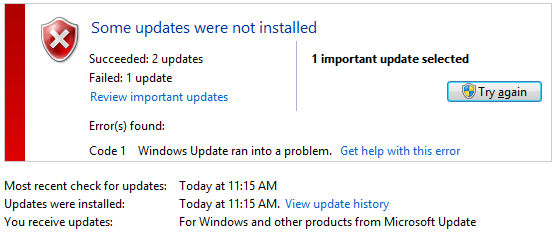 Some updates were not installed
Succeeded: 2 updates
Failed: 1 update
Review important updates
1 important update selected
Try again
Error(s) found:
Code 1 Windows Update ran into a problem. Get help with this error
Most recent check for updates: Today at 11:15 AM
Updates were installed: Today at 11:15 AM. View update history
You receive updates: For Windows and other products from Microsoft Update